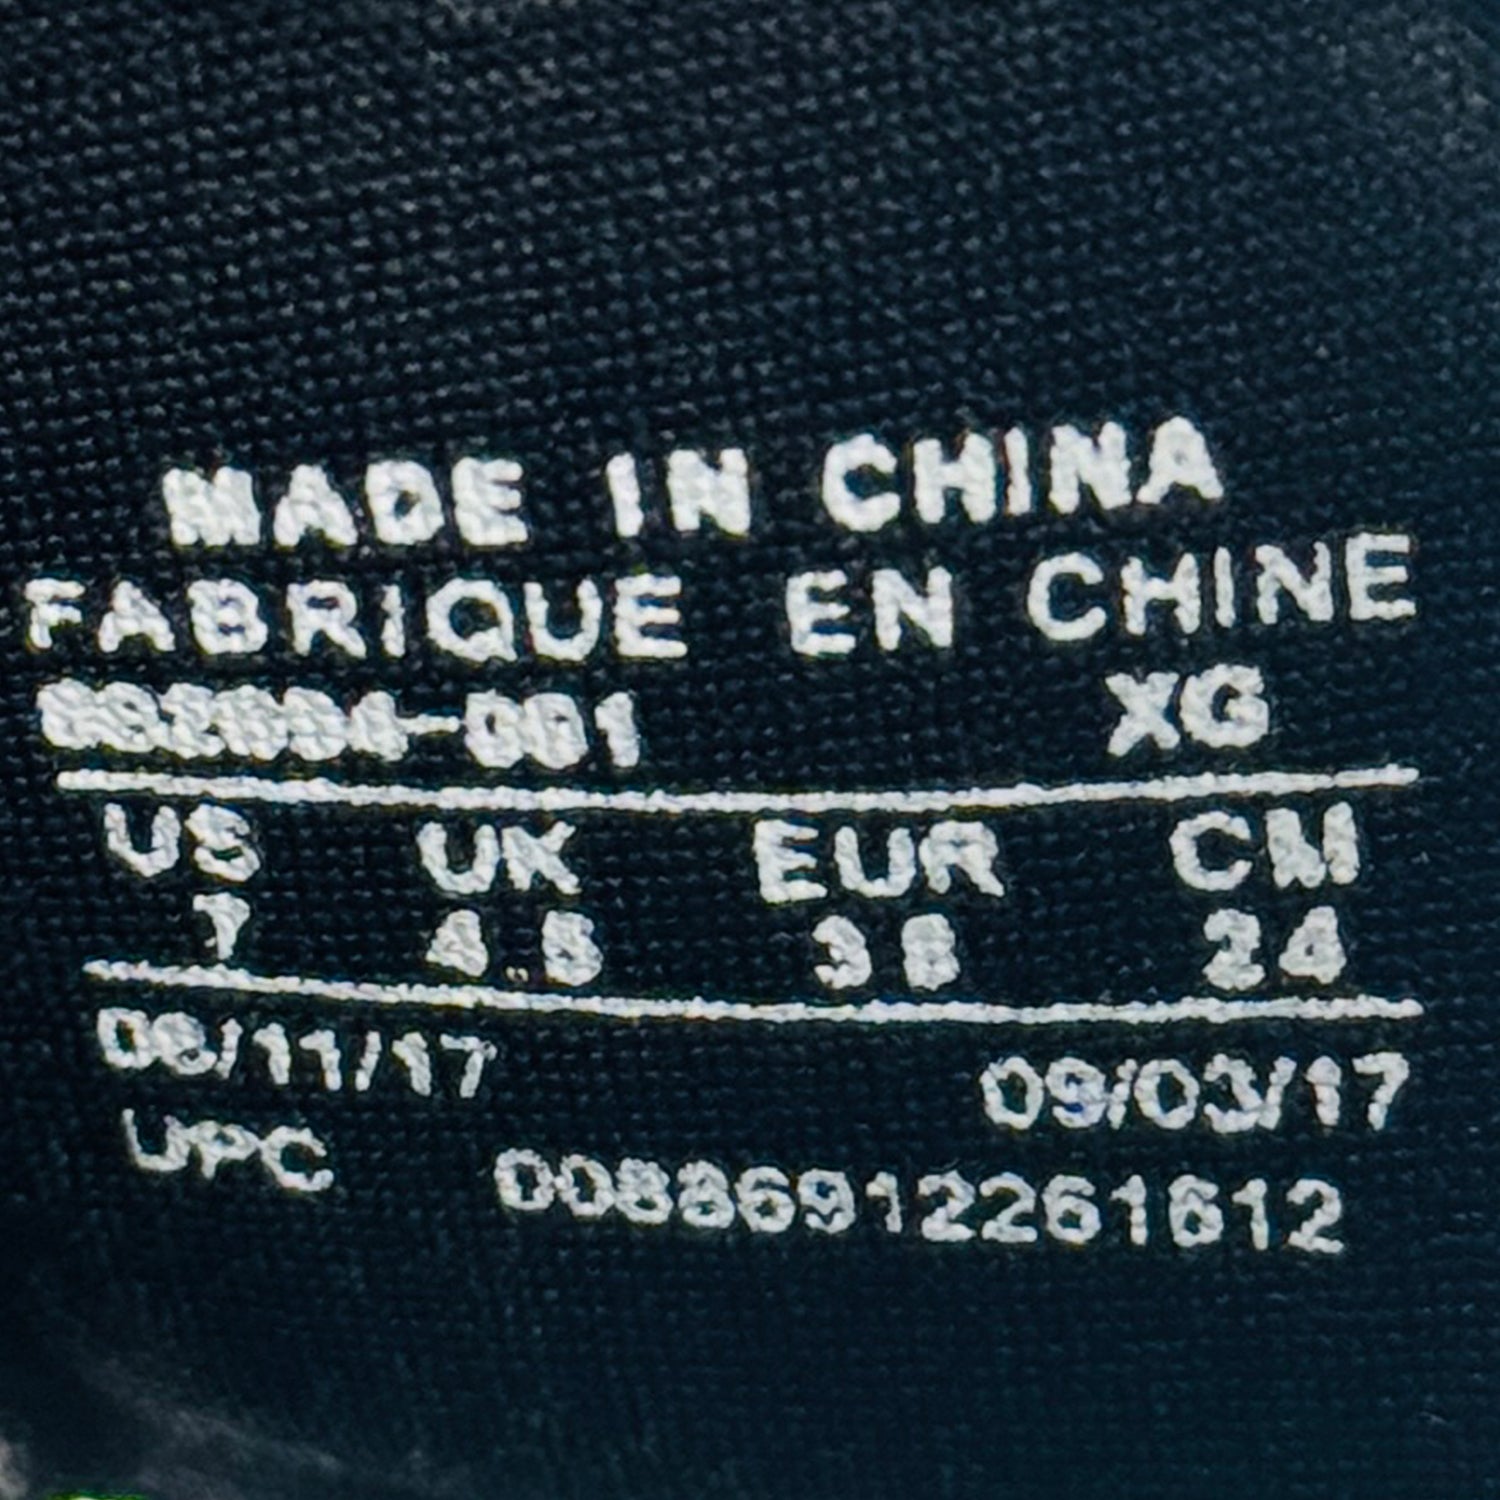 MADE IN CHINA
FABRIQUE EN CHINE
XG
US UK EUR CM
7 4.5 38 24
06/11/17 09/03/17
UPC 00886912261612